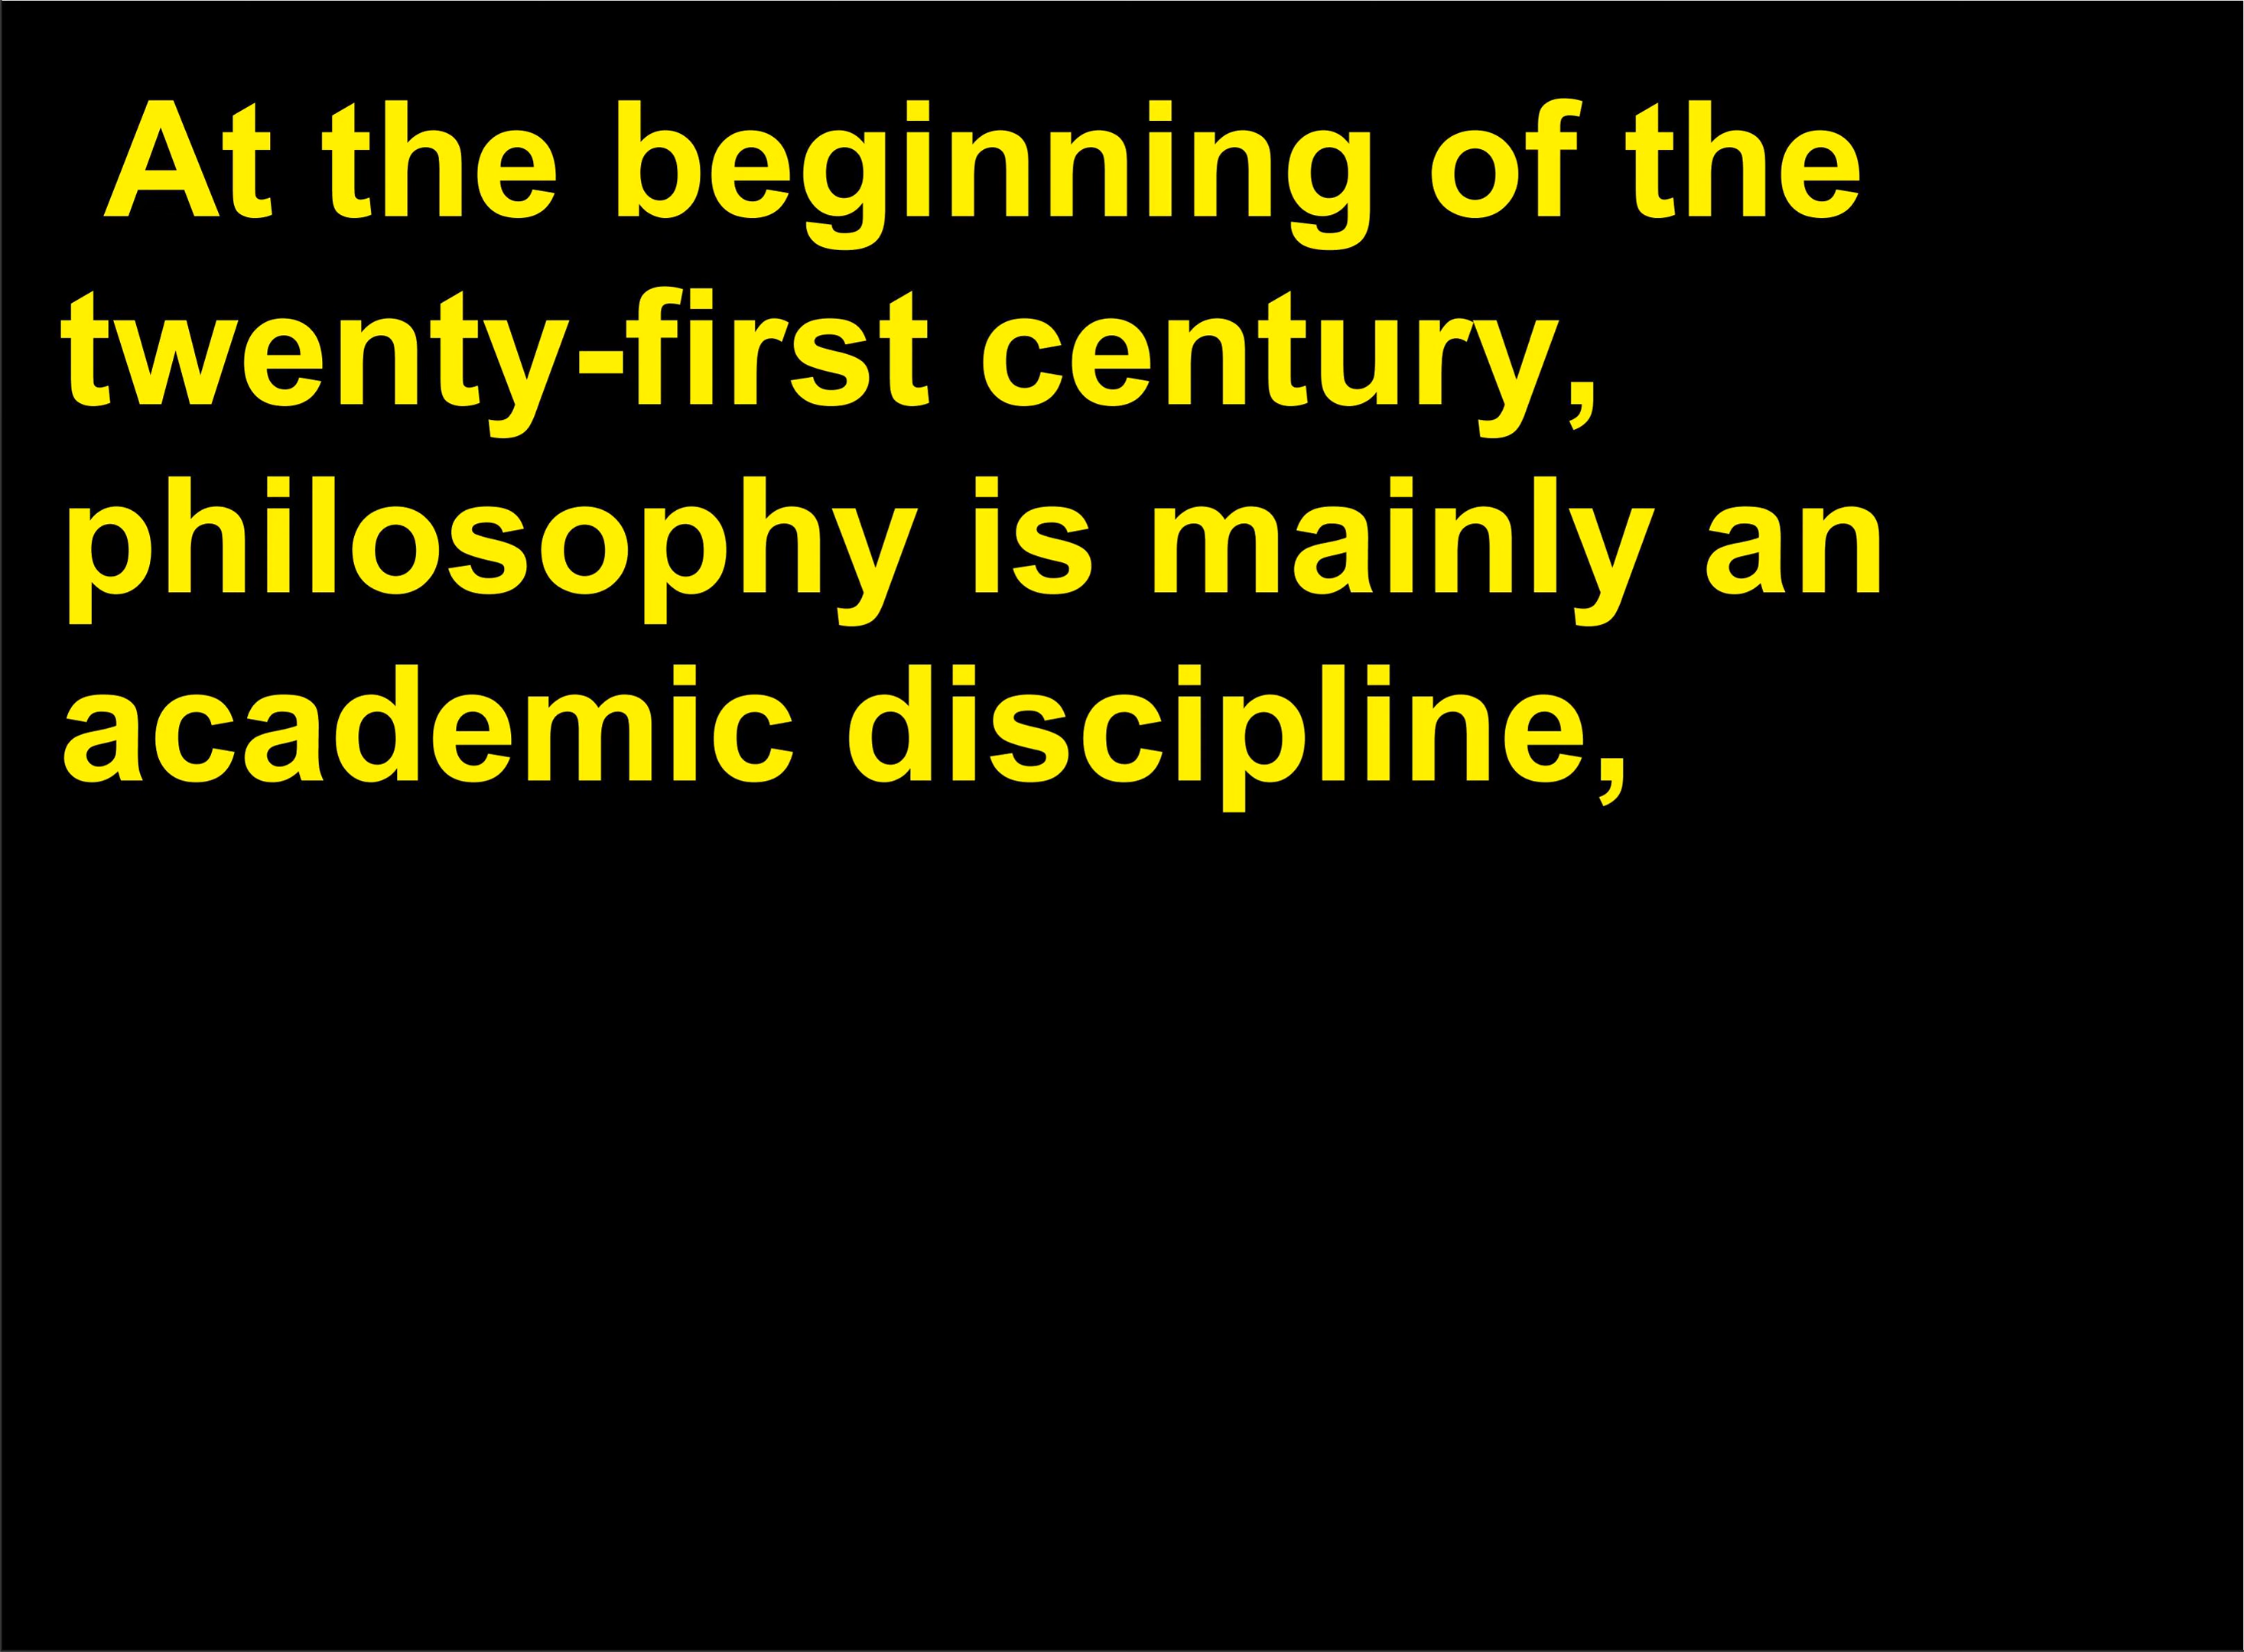 At the beginning of the
twenty-first century,
philosophy is mainly an
academic discipline,